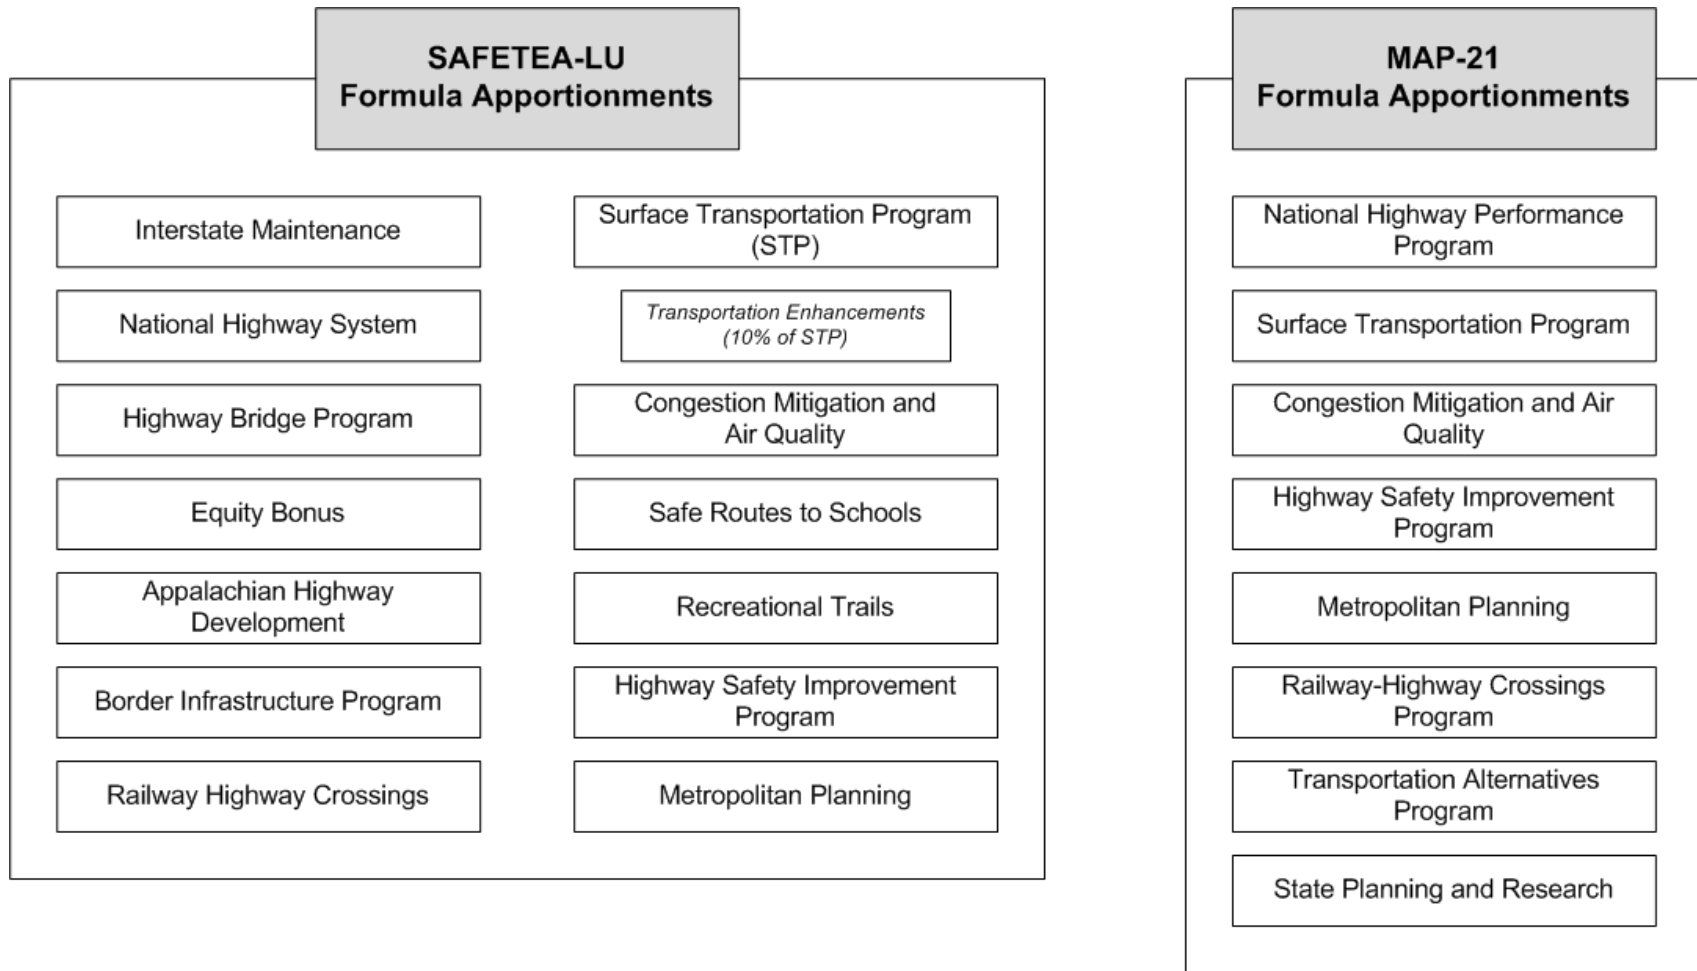 SAFETEA-LU
Formula Apportionments
Interstate Maintenance
National Highway System
Highway Bridge Program
Equity Bonus
Appalachian Highway
Development
Border Infrastructure Program
Railway Highway Crossings
Surface Transportation Program
(STP)
Transportation Enhancements
(10% of STP)
Congestion Mitigation and
Air Quality
Safe Routes to Schools
Recreational Trails
Highway Safety Improvement
Program
Metropolitan Planning
MAP-21
Formula Apportionments
National Highway Performance
Program
Surface Transportation Program
Congestion Mitigation and Air
Quality
Highway Safety Improvement
Program
Metropolitan Planning
Railway-Highway Crossings
Program
Transportation Alternatives
Program
State Planning and Research